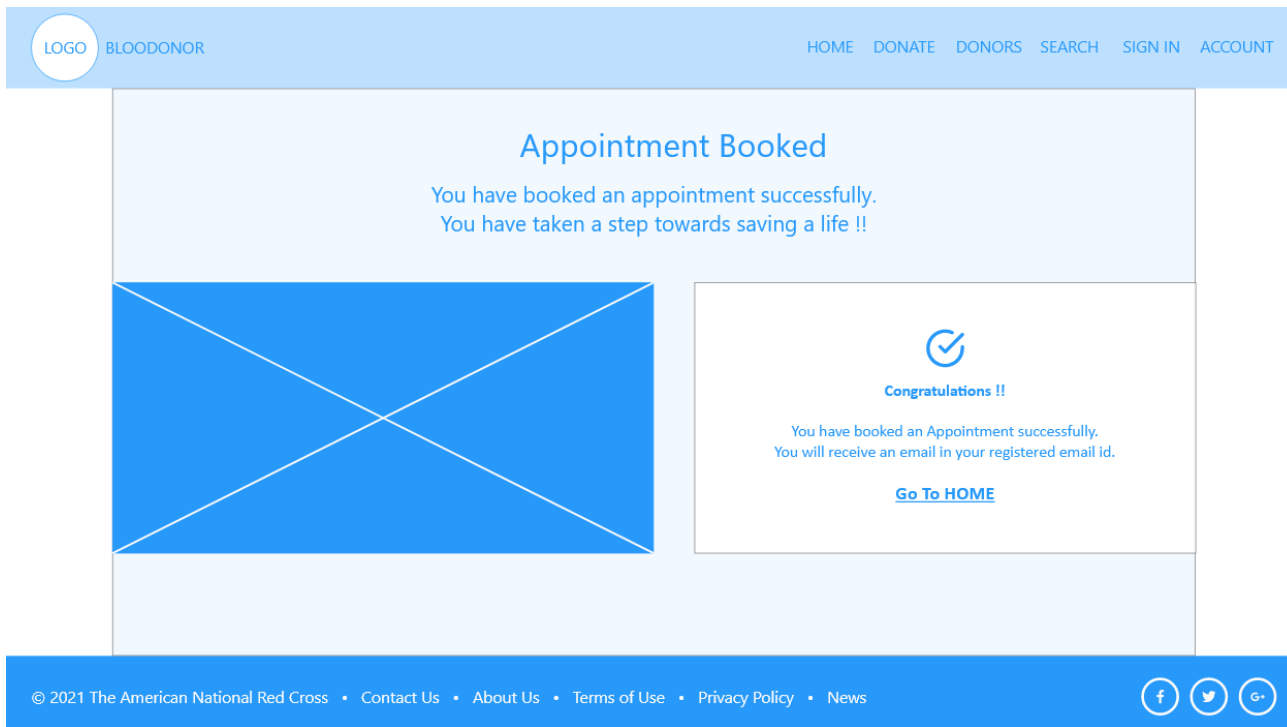 LOGO BLOODONOR HOME DONATE DONORS SEARCH SIGN IN ACCOUNT
Appointment Booked
You have booked an appointment successfully.
You have taken a step towards saving a life !!
Congratulations !!
You have booked an Appointment successfully.
You will receive an email in your registered email id.
Go To HOME
© 2021 The American National Red Cross • Contact Us • About Us • Terms of Use • Privacy Policy • News f G+